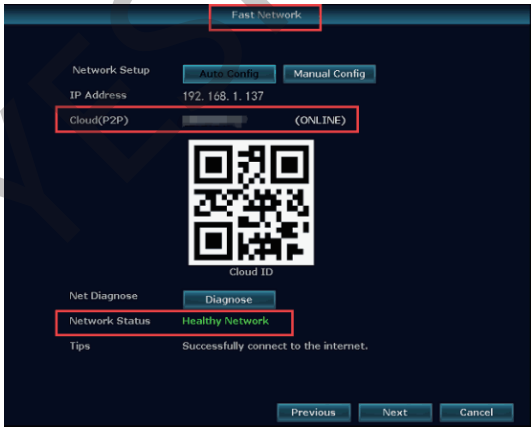 Fast Network
Network Setup Auto Config Manual Config
IP Address 192. 168. 1. 137
Cloud(P2P) (ONLINE)
Cloud ID
Net Diagnose Diagnose
Network Status Healthy Network
Tips Successfully connect to the internet.
Previous Next Cancel